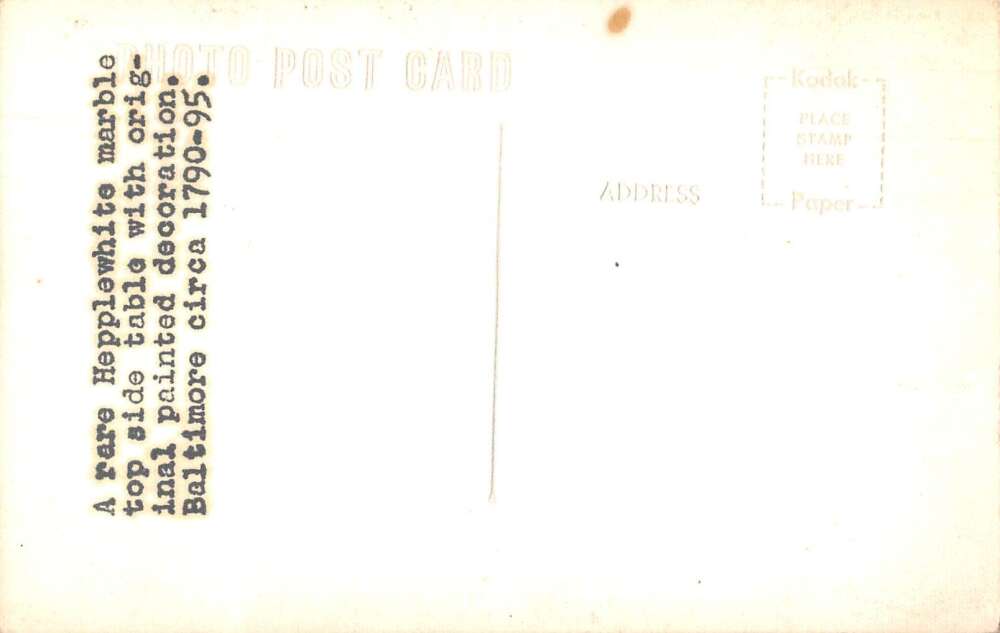 PHOTO POST CARD
A rare Hepplewhite marble
top side table with orig-
inal painted decoration.
Baltimore circa 1790-95.
ADDRESS
Kodak
PLACE
STAMP
HERE
Paper